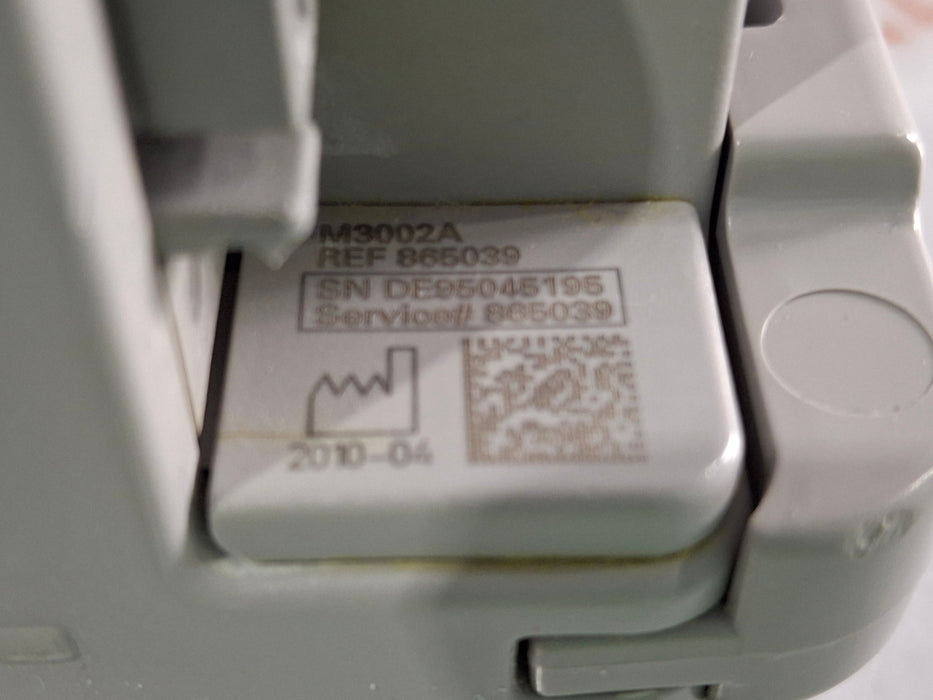 M3002A
REF 865039
SN DE95045195
Service# 865039
2010-04